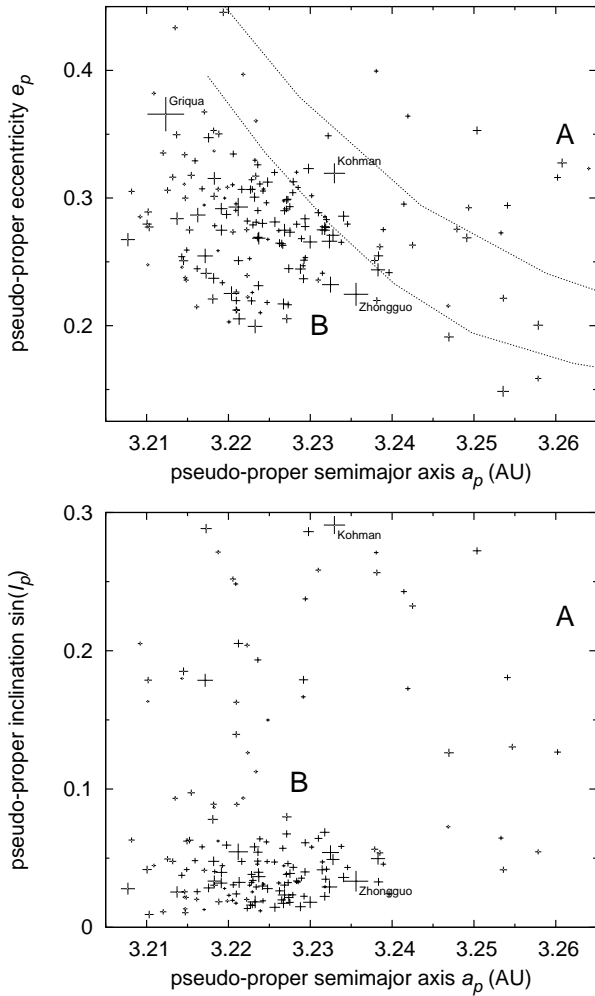 0.4
0.3
0.2
pseudo-proper eccentricity e_p
Griqua
Kohman
Zhongguo
A
B
3.21 3.22 3.23 3.24 3.25 3.26
pseudo-proper semimajor axis a_p (AU)
0.3
0.2
0.1
0
pseudo-proper inclination sin(I_p)
Kohman
A
B
Zhongguo
3.21 3.22 3.23 3.24 3.25 3.26
pseudo-proper semimajor axis a_p (AU)